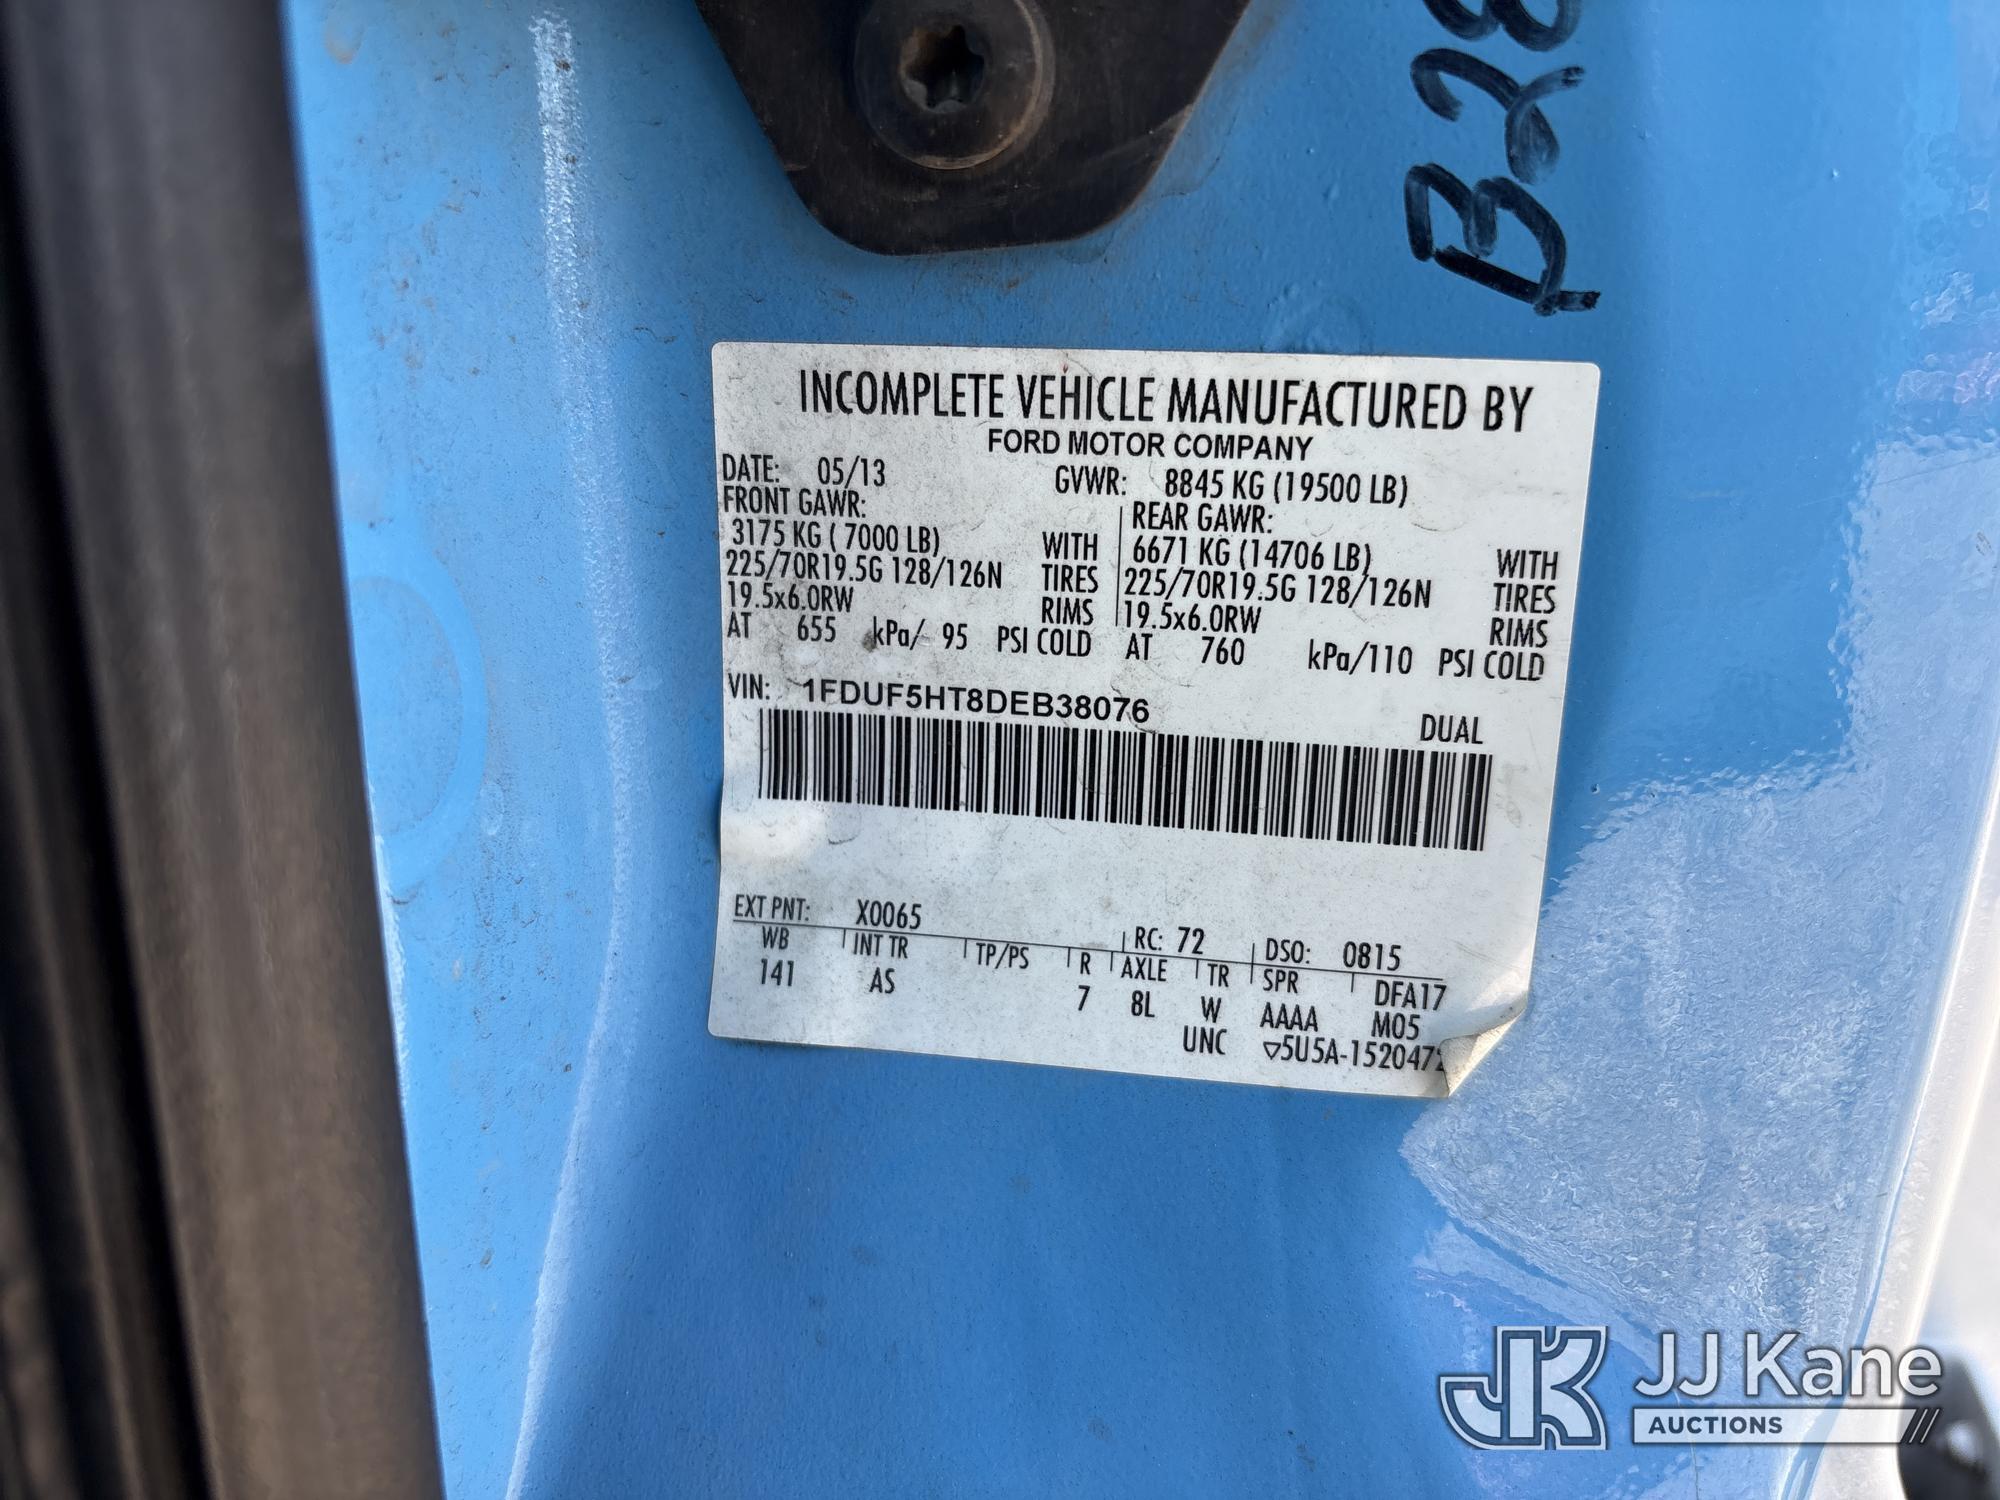 B28
INCOMPLETE VEHICLE MANUFACTURED BY
FORD MOTOR COMPANY
DATE: 05/13 GVWR: 8845 KG (19500 LB)
FRONT GAWR: REAR GAWR:
3175 KG ( 7000 LB) WITH 6671 KG (14706 LB) WITH
225/70R19.5G 128/126N TIRES 225/70R19.5G 128/126N TIRES
19.5x6.0RW RIMS 19.5x6.0RW RIMS
AT 655 kPa/ 95 PSI COLD AT 760 kPa/110 PSI COLD
VIN: 1FDUF5HT8DEB38076
DUAL
EXT PNT: X0065 RC: 72 DSO: 0815
WB INT TR TP/PS R AXLE TR SPR DFA17
141 AS 7 8L W AAAA M05
UNC ▽5U5A-1520472
JK JJ Kane
AUCTIONS